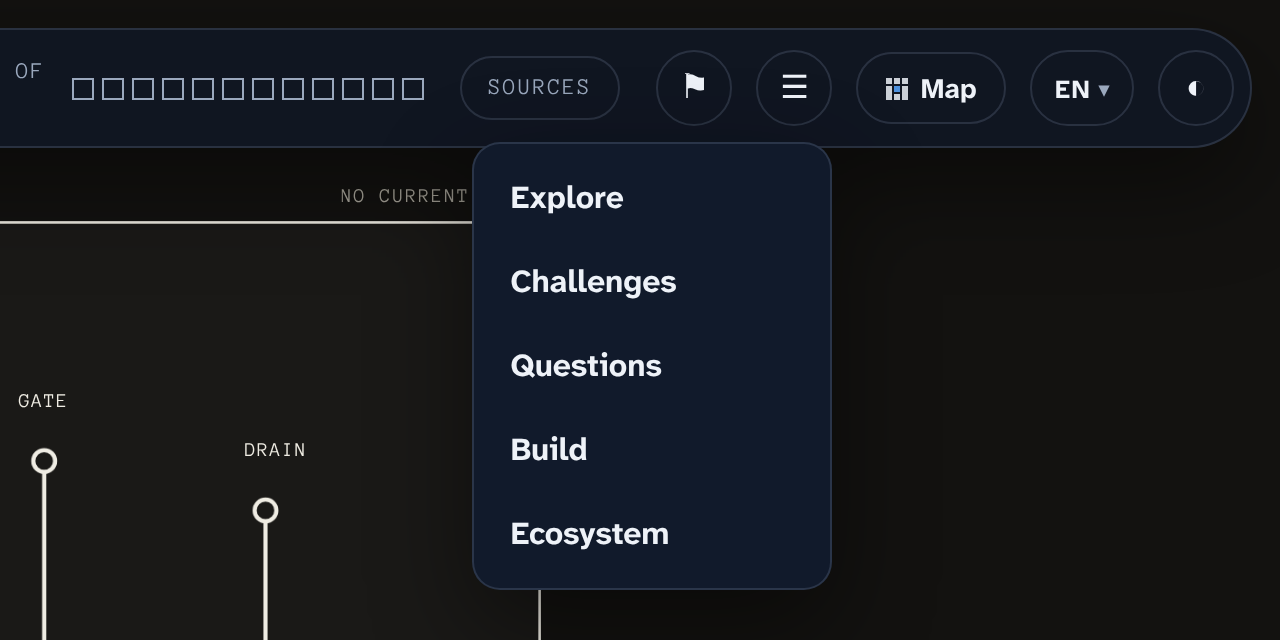 OF
SOURCES
Map
EN
NO CURRENT
Explore
Challenges
Questions
Build
Ecosystem
GATE
DRAIN